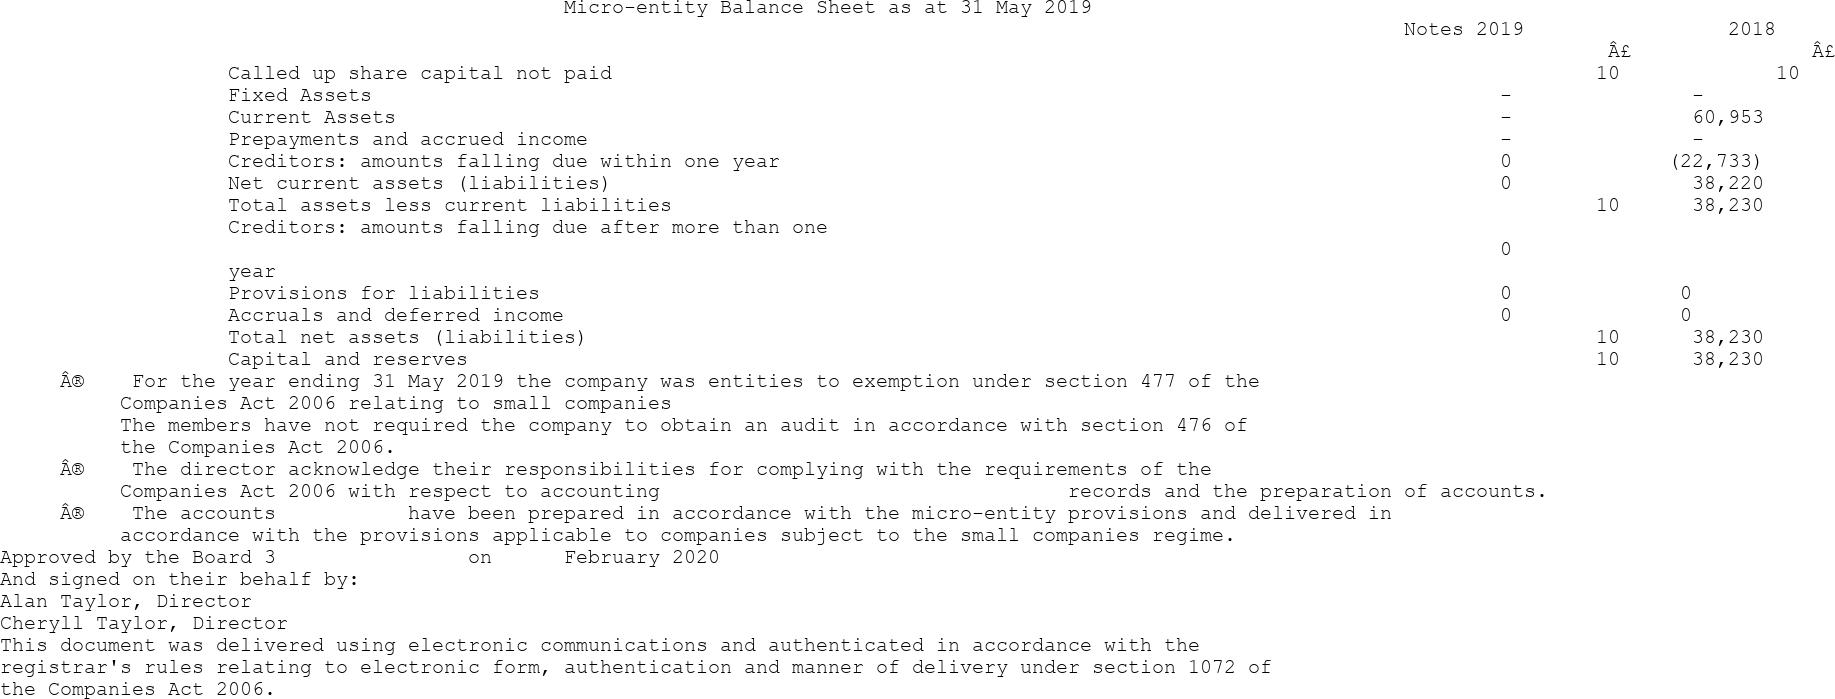 Micro-entity Balance Sheet as at 31 May 2019
Notes 2019 2018
Â£ Â£
Called up share capital not paid 10 10
Fixed Assets - -
Current Assets - 60,953
Prepayments and accrued income - -
Creditors: amounts falling due within one year 0 (22,733)
Net current assets (liabilities) 0 38,220
Total assets less current liabilities 10 38,230
Creditors: amounts falling due after more than one
0
year
Provisions for liabilities 0 0
Accruals and deferred income 0 0
Total net assets (liabilities) 10 38,230
Capital and reserves 10 38,230
Â® For the year ending 31 May 2019 the company was entities to exemption under section 477 of the
Companies Act 2006 relating to small companies
The members have not required the company to obtain an audit in accordance with section 476 of
the Companies Act 2006.
Â® The director acknowledge their responsibilities for complying with the requirements of the
Companies Act 2006 with respect to accounting records and the preparation of accounts.
Â® The accounts have been prepared in accordance with the micro-entity provisions and delivered in
accordance with the provisions applicable to companies subject to the small companies regime.
Approved by the Board 3 on February 2020
And signed on their behalf by:
Alan Taylor, Director
Cheryll Taylor, Director
This document was delivered using electronic communications and authenticated in accordance with the
registrar's rules relating to electronic form, authentication and manner of delivery under section 1072 of
the Companies Act 2006.